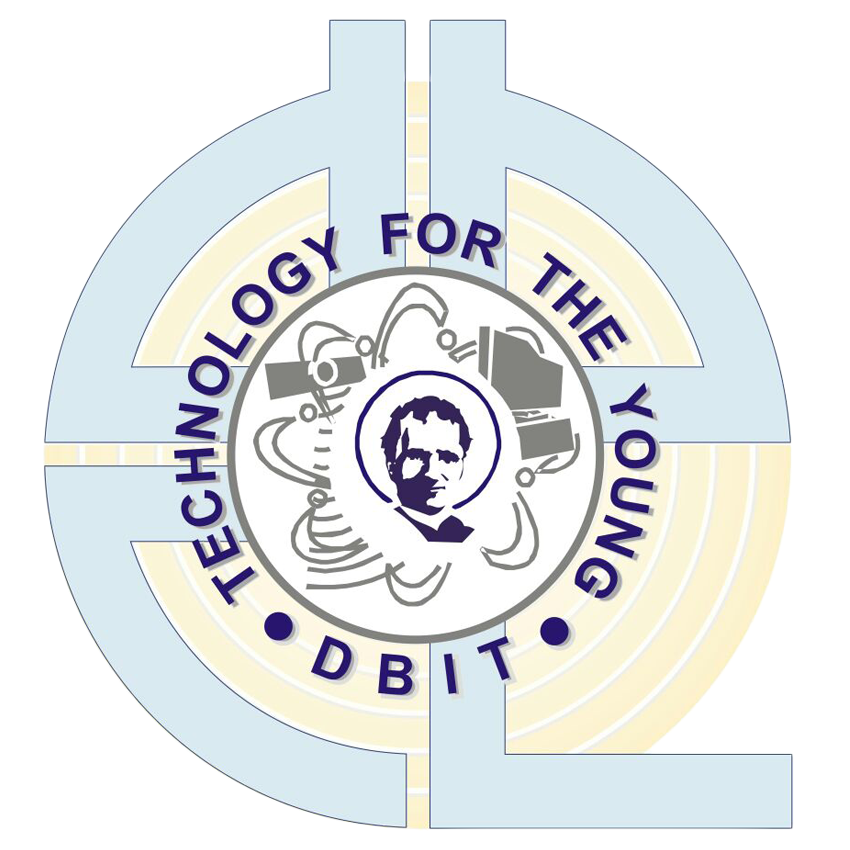 TECHNOLOGY FOR THE YOUNG
• DBIT •